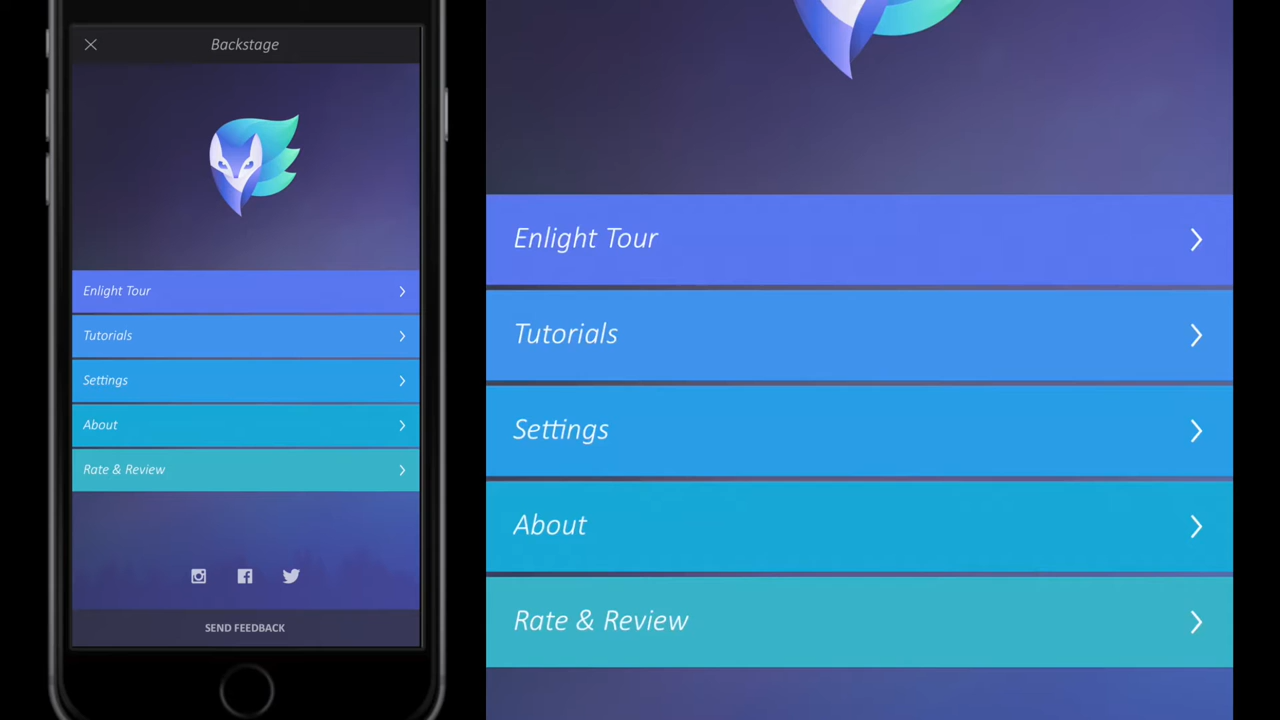 Backstage
Enlight Tour
Tutorials
Settings
About
Rate & Review
SEND FEEDBACK
Enlight Tour
Tutorials
Settings
About
Rate & Review